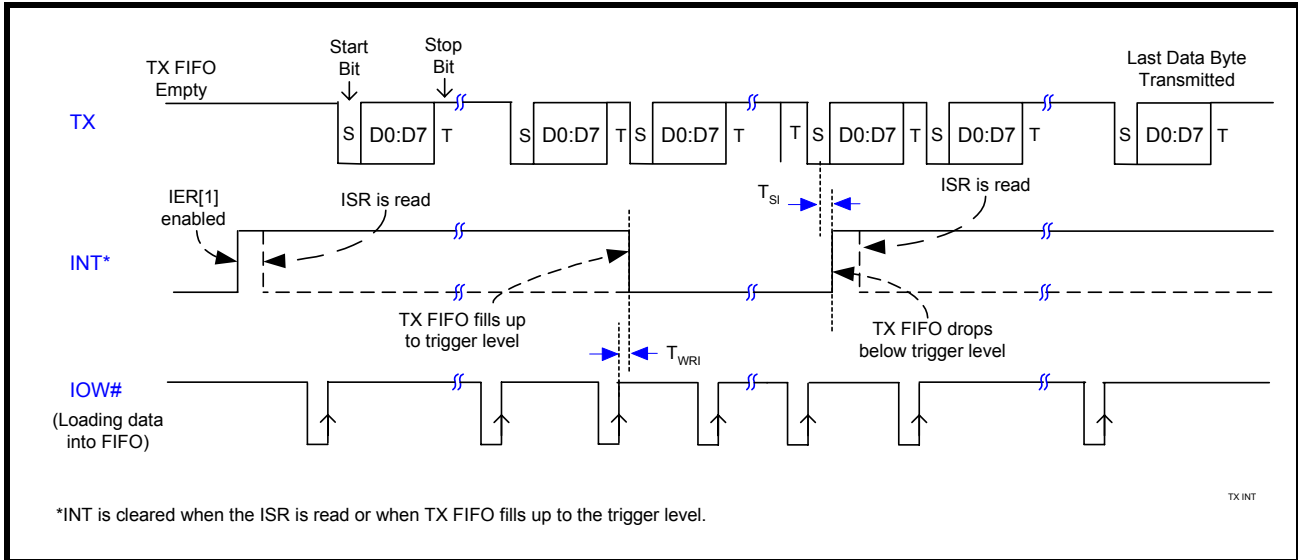 Start
Bit
Stop
Bit
TX FIFO
Empty
Last Data Byte
Transmitted
TX
S D0:D7 T S D0:D7 T S D0:D7 T T S D0:D7 T S D0:D7 T S D0:D7 T
IER[1]
enabled
ISR is read
TSI
ISR is read
INT*
TX FIFO fills up
to trigger level
TX FIFO drops
below trigger level
TWRI
IOW#
(Loading data
into FIFO)
*INT is cleared when the ISR is read or when TX FIFO fills up to the trigger level.
TX INT